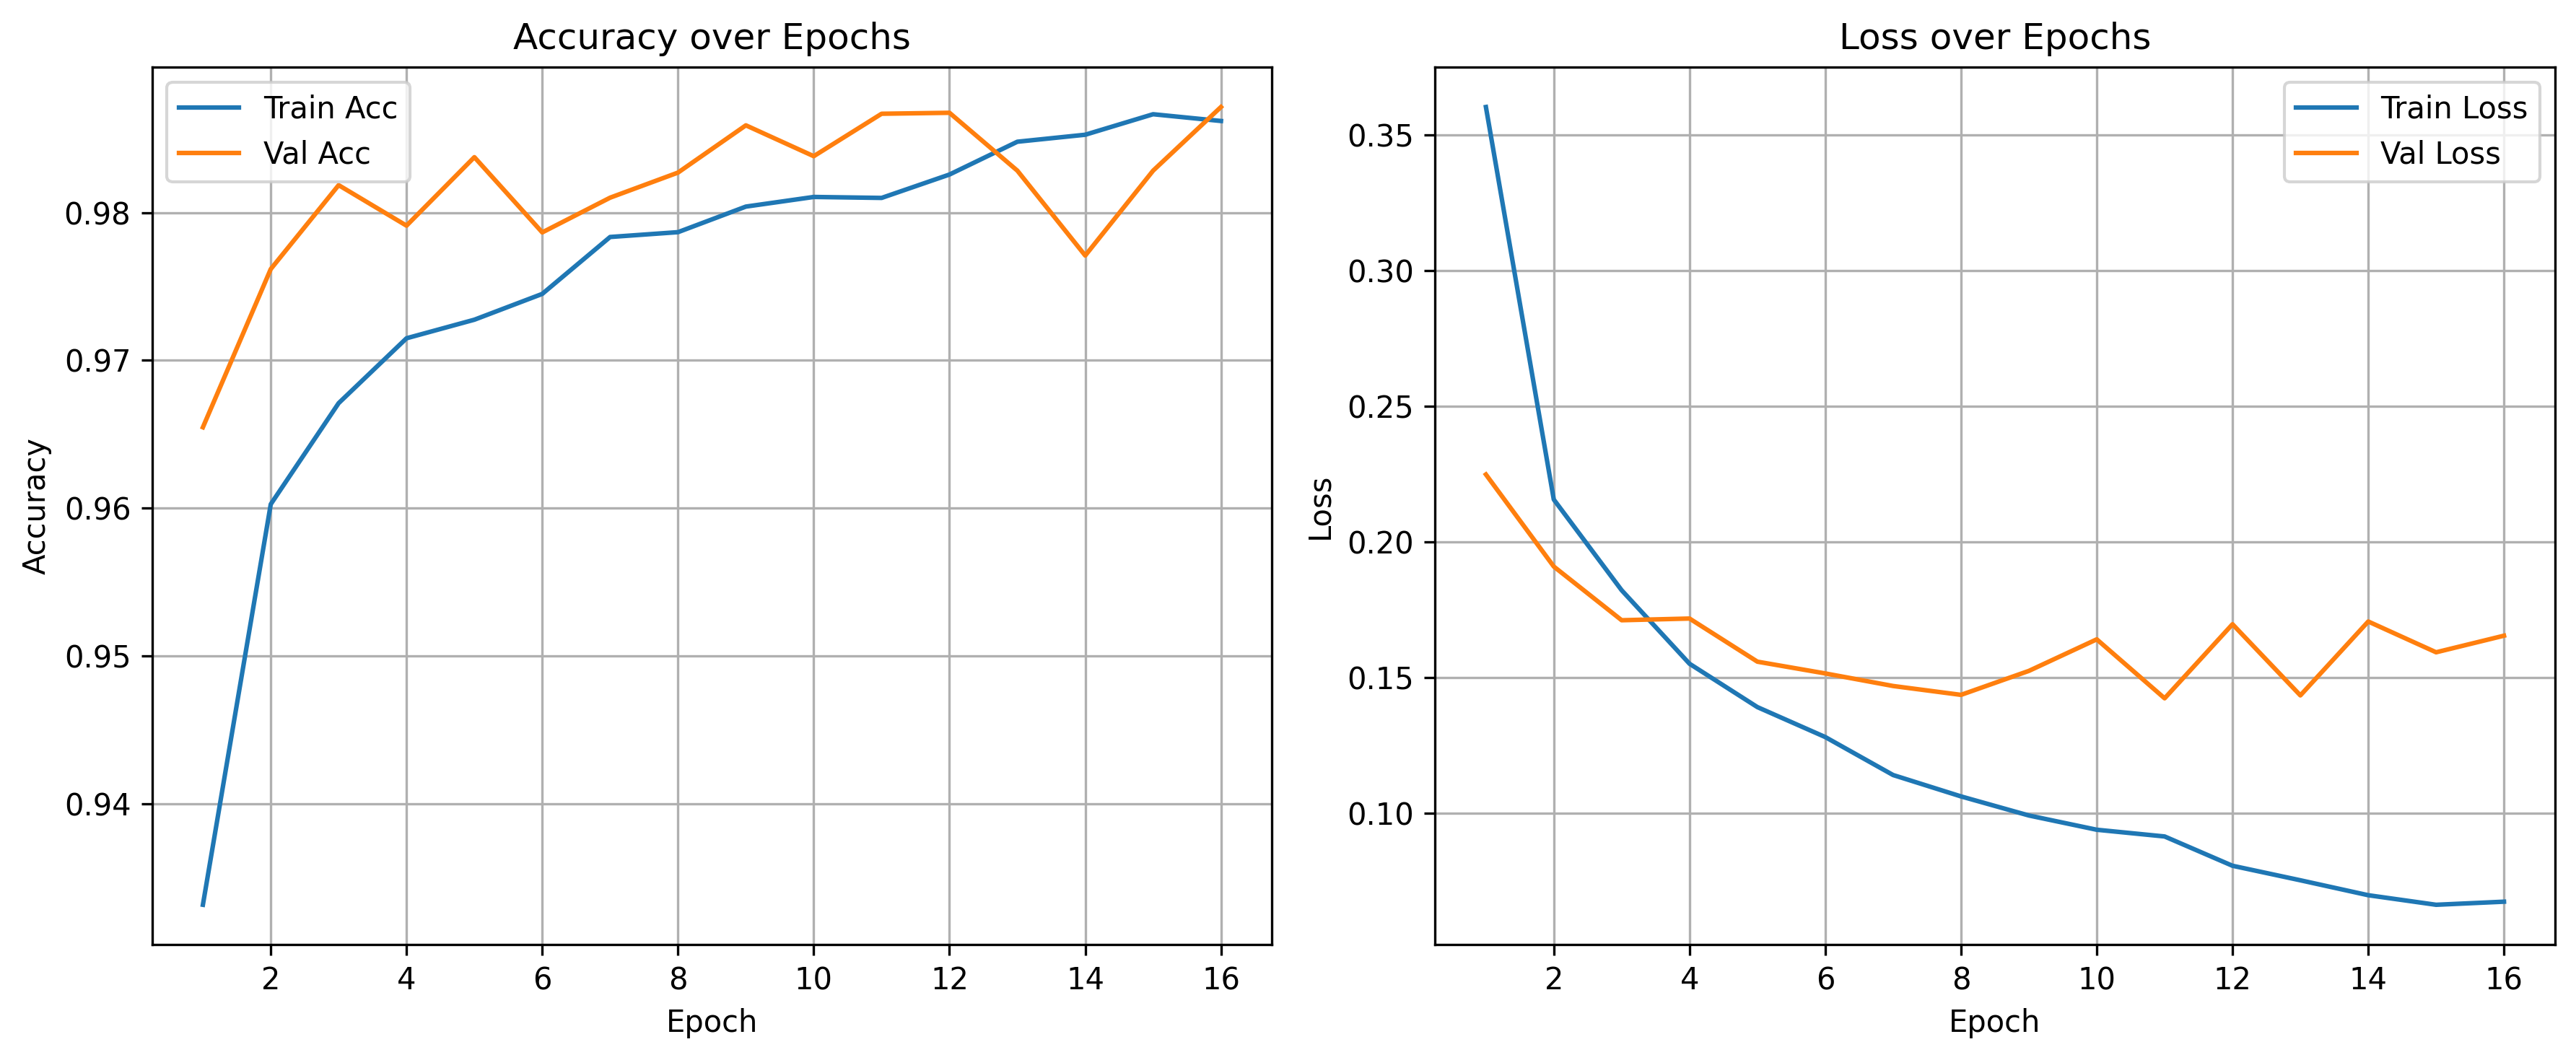 Accuracy over Epochs
Train Acc
Val Acc
Accuracy
0.98
0.97
0.96
0.95
0.94
2 4 6 8 10 12 14 16
Epoch
Loss over Epochs
Train Loss
Val Loss
Loss
0.35
0.30
0.25
0.20
0.15
0.10
2 4 6 8 10 12 14 16
Epoch